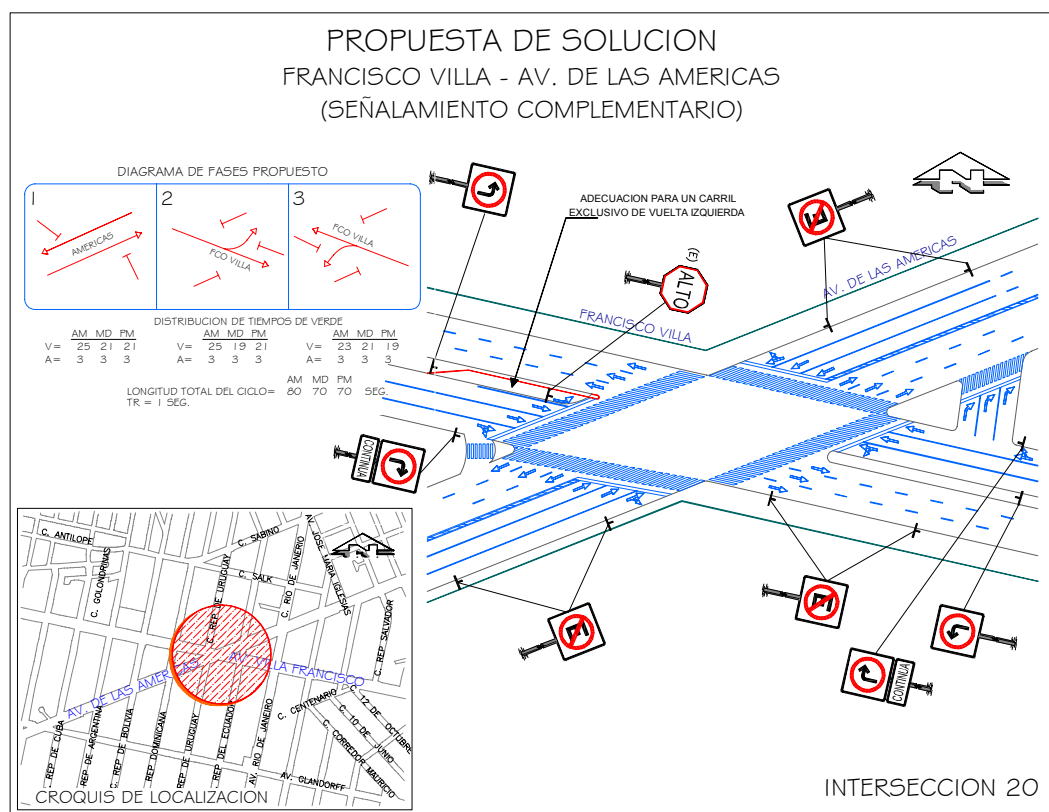 PROPUESTA DE SOLUCION
FRANCISCO VILLA - AV. DE LAS AMERICAS
(SEÑALAMIENTO COMPLEMENTARIO)
DIAGRAMA DE FASES PROPUESTO
1
2
3
AMERICAS
FCO VILLA
FCO VILLA
DISTRIBUCION DE TIEMPOS DE VERDE
AM MD PM
V= 25 21 21
A= 3 3 3
AM MD PM
V= 25 19 21
A= 3 3 3
AM MD PM
V= 23 21 19
A= 3 3 3
AM MD PM
LONGITUD TOTAL DEL CICLO= 80 70 70 SEG.
TR = 1 SEG.
ADECUACION PARA UN CARRIL
EXCLUSIVO DE VUELTA IZQUIERDA
N
(E)
ALTO
FRANCISCO VILLA
AV. DE LAS AMERICAS
CONTINUA
CONTINUA
C. ANTILOPE
C. GOLONDRINAS
C. SABINO
C. SALK
C. REP DE URUGUAY
C. RIO DE JANERIO
AV. JOSE MARIA IGLESIAS
N
C. REP SALVADOR
AV. VILLA FRANCISCO
AV. DE LAS AMERICAS
C. REP DE CUBA
REP DE ARGENTINA
C. REP DE BOLIVIA
REP DOMINICANA
C. REP DE URUGUAY
REP DEL ECUADOR
AV. RIO DE JANEIRO
C. CENTENARIO
C. 12 DE OCTUBRE
C. 10 DE JUNIO
C. CORREDOR MAURICIO
AV. GLANDORFF
CROQUIS DE LOCALIZACION
INTERSECCION 20